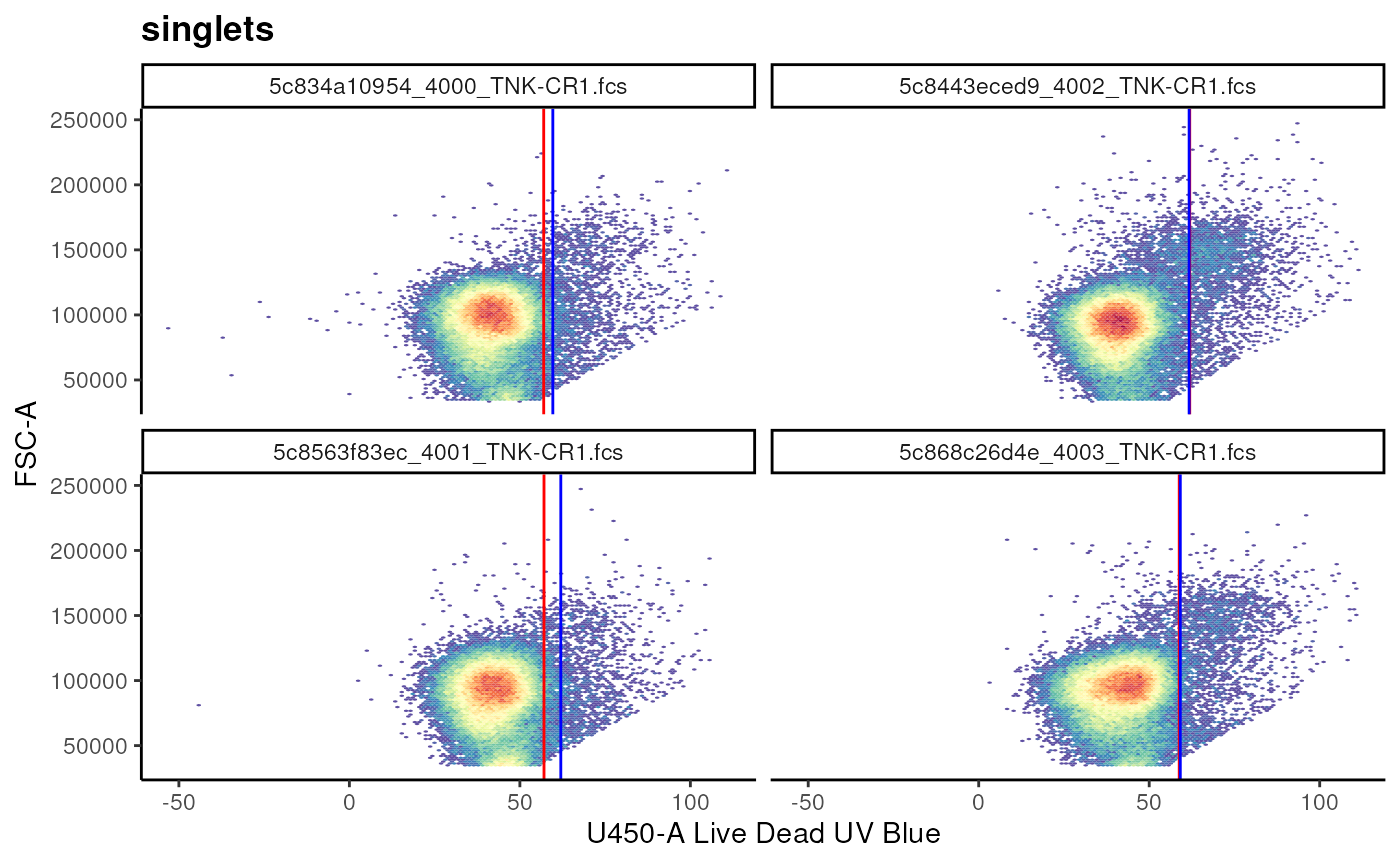 singlets
5c834a10954_4000_TNK-CR1.fcs
5c8443eced9_4002_TNK-CR1.fcs
250000
200000
150000
100000
50000
5c8563f83ec_4001_TNK-CR1.fcs
5c868c26d4e_4003_TNK-CR1.fcs
250000
200000
150000
100000
50000
FSC-A
-50 0 50 100
-50 0 50 100
U450-A Live Dead UV Blue